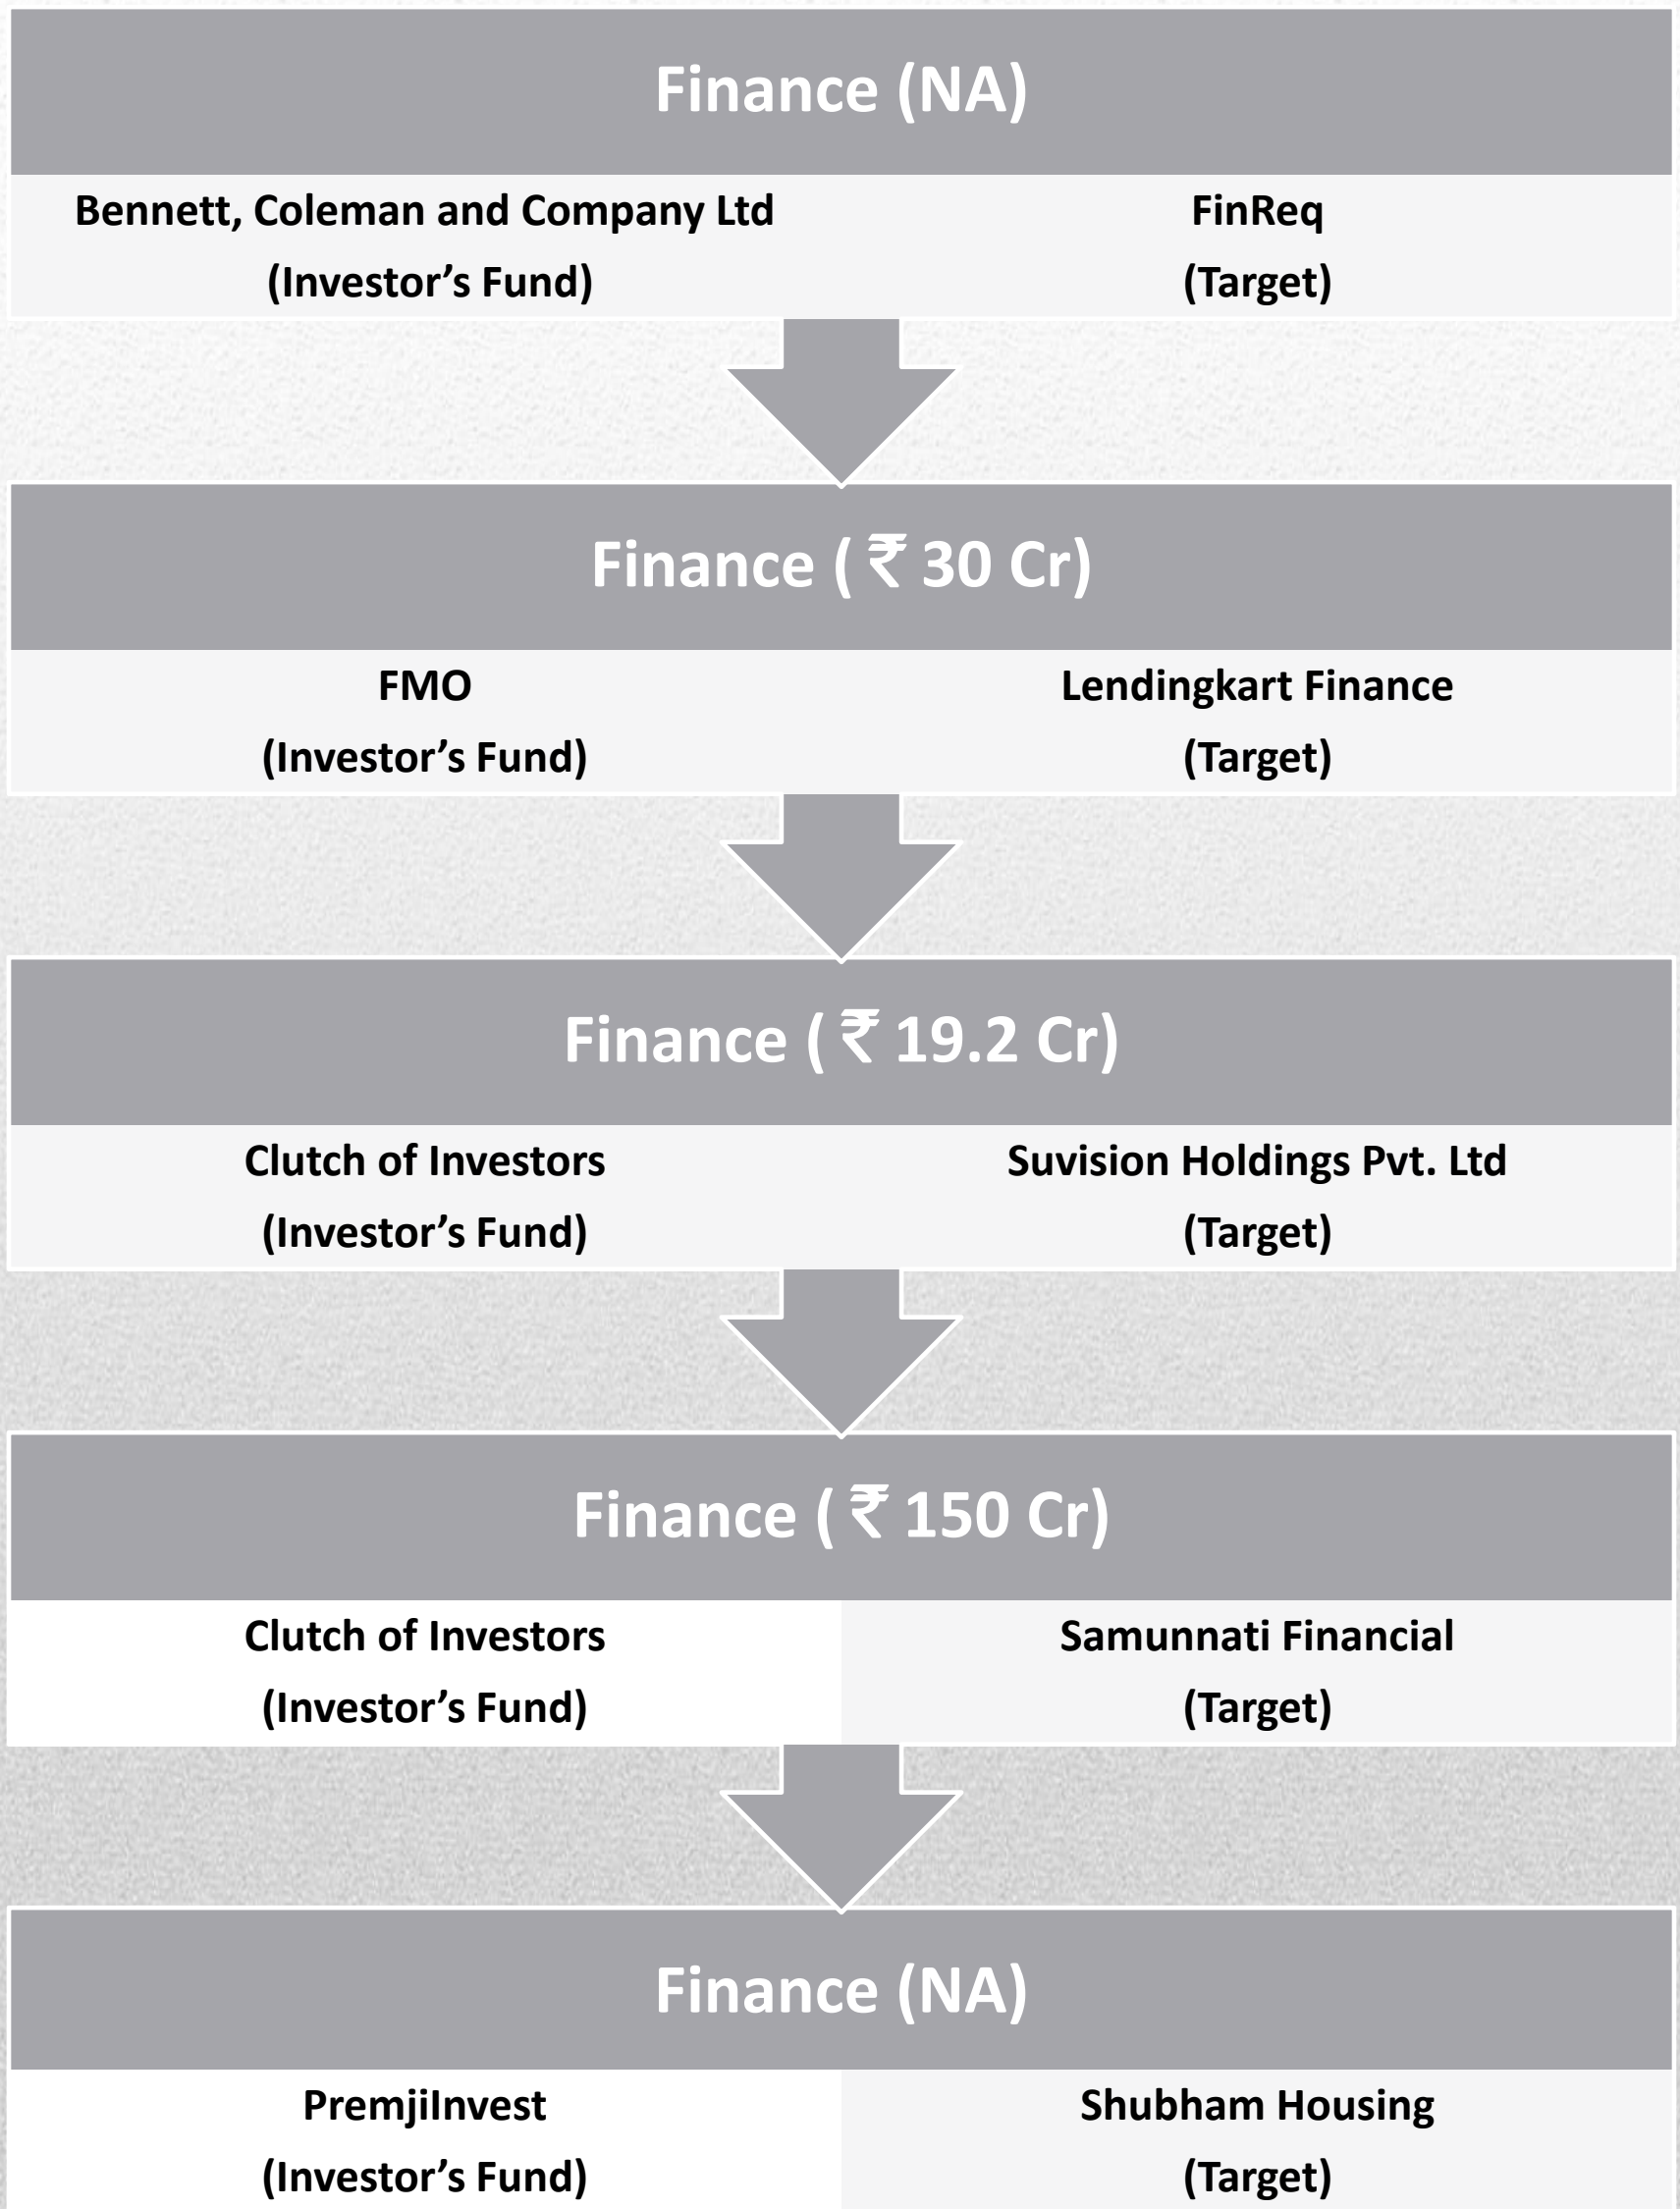 Finance (NA)
Bennett, Coleman and Company Ltd
(Investor’s Fund)
FinReq
(Target)
Finance ( ₹ 30 Cr)
FMO
(Investor’s Fund)
Lendingkart Finance
(Target)
Finance ( ₹ 19.2 Cr)
Clutch of Investors
(Investor’s Fund)
Suvision Holdings Pvt. Ltd
(Target)
Finance ( ₹ 150 Cr)
Clutch of Investors
(Investor’s Fund)
Samunnati Financial
(Target)
Finance (NA)
PremjiInvest
(Investor’s Fund)
Shubham Housing
(Target)